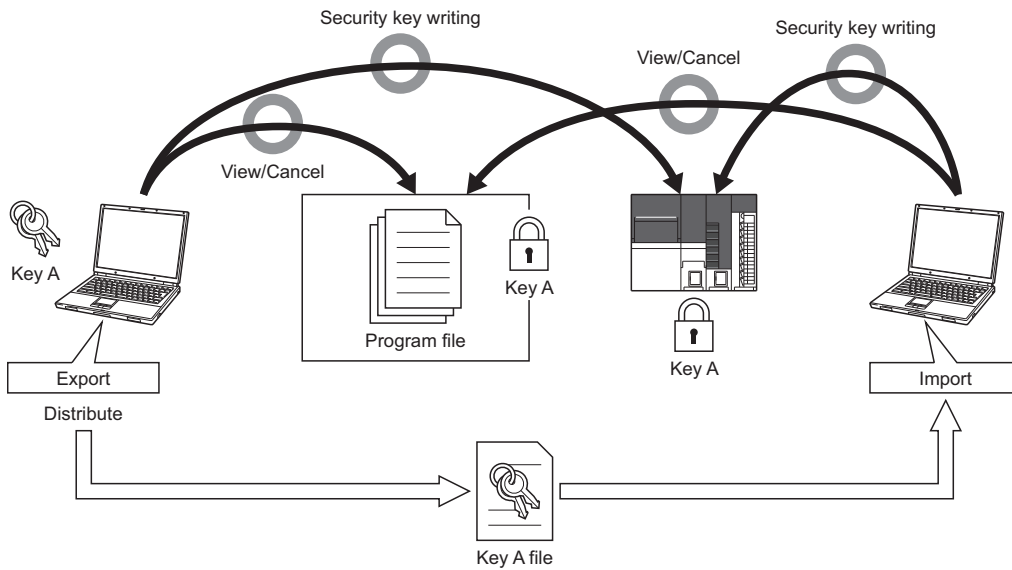 Security key writing
Security key writing
View/Cancel
View/Cancel
Key A
Key A
Program file
Key A
Export
Import
Distribute
Key A file